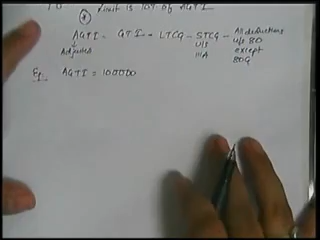 Limit is 10% of AGTI
AGTI = GTI - LTCG - STCG - All deductions
Adjusted u/s u/s 80
111A except
80G
Eg. AGTI = 100000